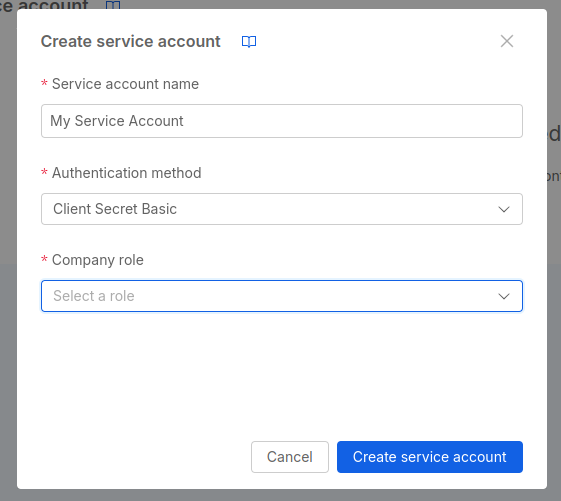 ce account
Create service account
* Service account name
My Service Account
ed
* Authentication method
Client Secret Basic
* Company role
Select a role
Cancel
Create service account